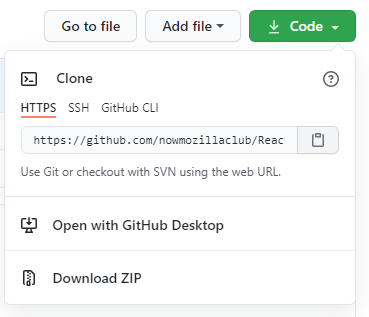 Go to file Add file Code
Clone
HTTPS SSH GitHub CLI
https://github.com/nowmozillaclub/Reac
Use Git or checkout with SVN using the web URL.
Open with GitHub Desktop
Download ZIP